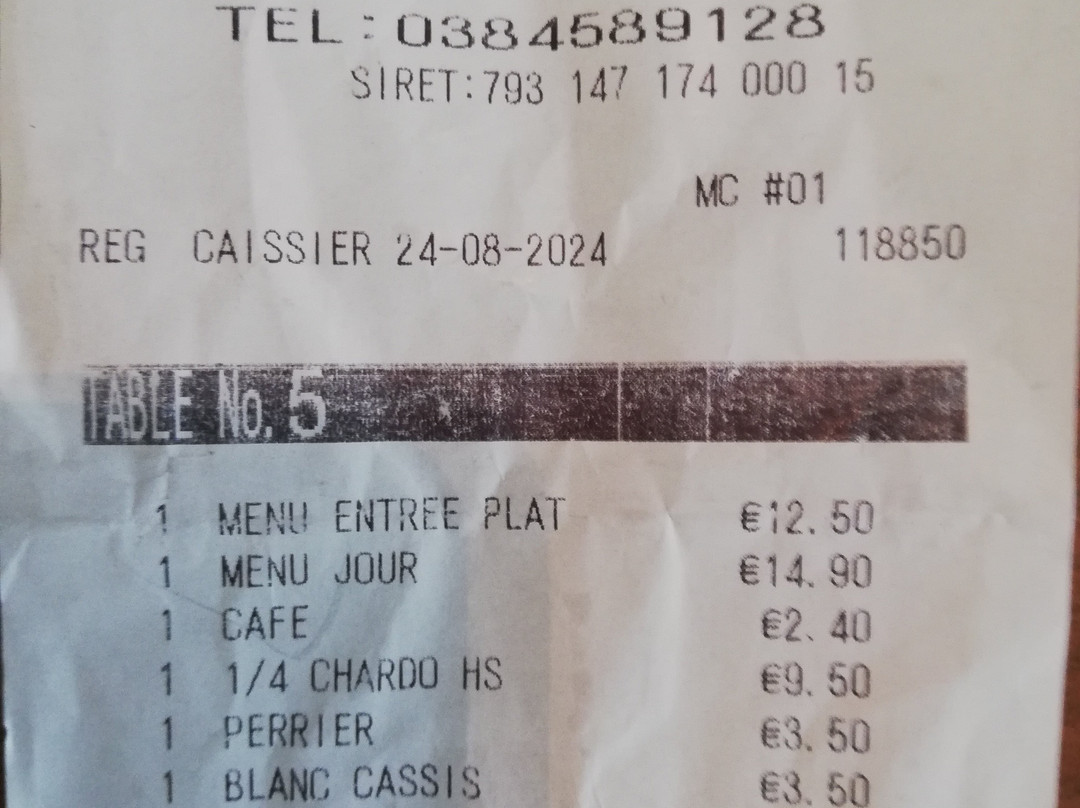 TEL:0384589128
SIRET:793 147 174 000 15
MC #01
REG CAISSIER 24-08-2024 118850
TABLE No. 5
1 MENU ENTREE PLAT €12.50
1 MENU JOUR €14.90
1 CAFE €2.40
1 1/4 CHARDO HS €9.50
1 PERRIER €3.50
1 BLANC CASSIS €3.50